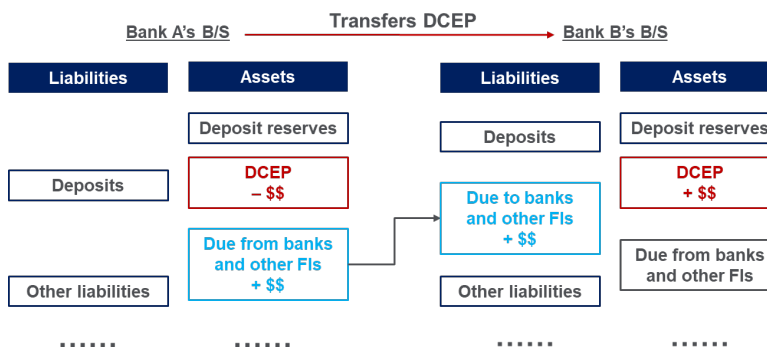 Transfers DCEP
Bank A's B/S
Bank B's B/S
Liabilities
Assets
Deposit reserves
Deposits
DCEP
– $$
Due from banks
and other FIs
+ $$
Other liabilities
......
......
Liabilities
Assets
Deposits
Deposit reserves
DCEP
+ $$
Due to banks
and other FIs
+ $$
Due from banks
and other FIs
Other liabilities
......
......